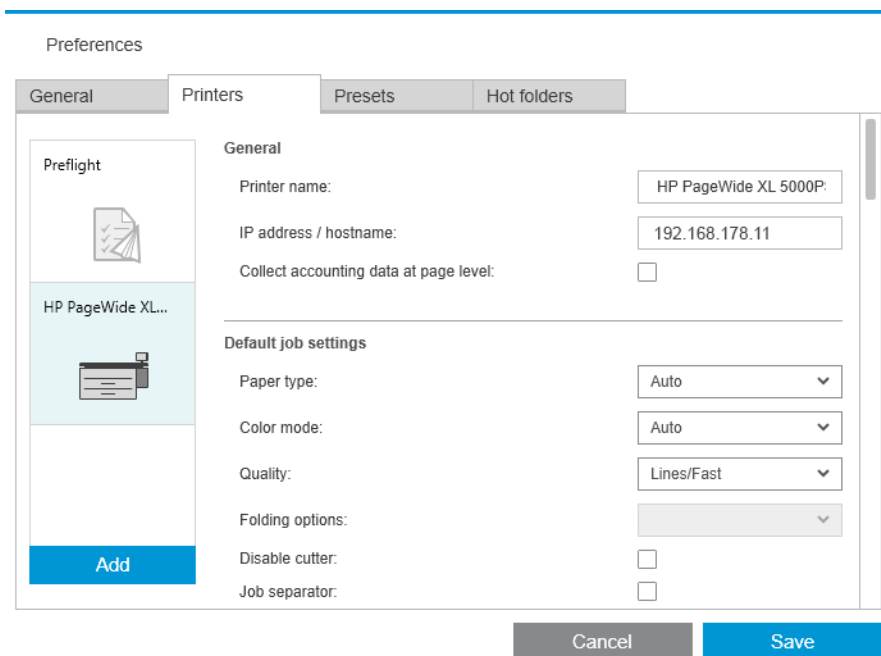 Preferences
General Printers Presets Hot folders
Preflight
HP PageWide XL...
Add
General
Printer name: HP PageWide XL 5000P
IP address / hostname: 192.168.178.11
Collect accounting data at page level:
Default job settings
Paper type: Auto
Color mode: Auto
Quality: Lines/Fast
Folding options:
Disable cutter:
Job separator:
Cancel Save